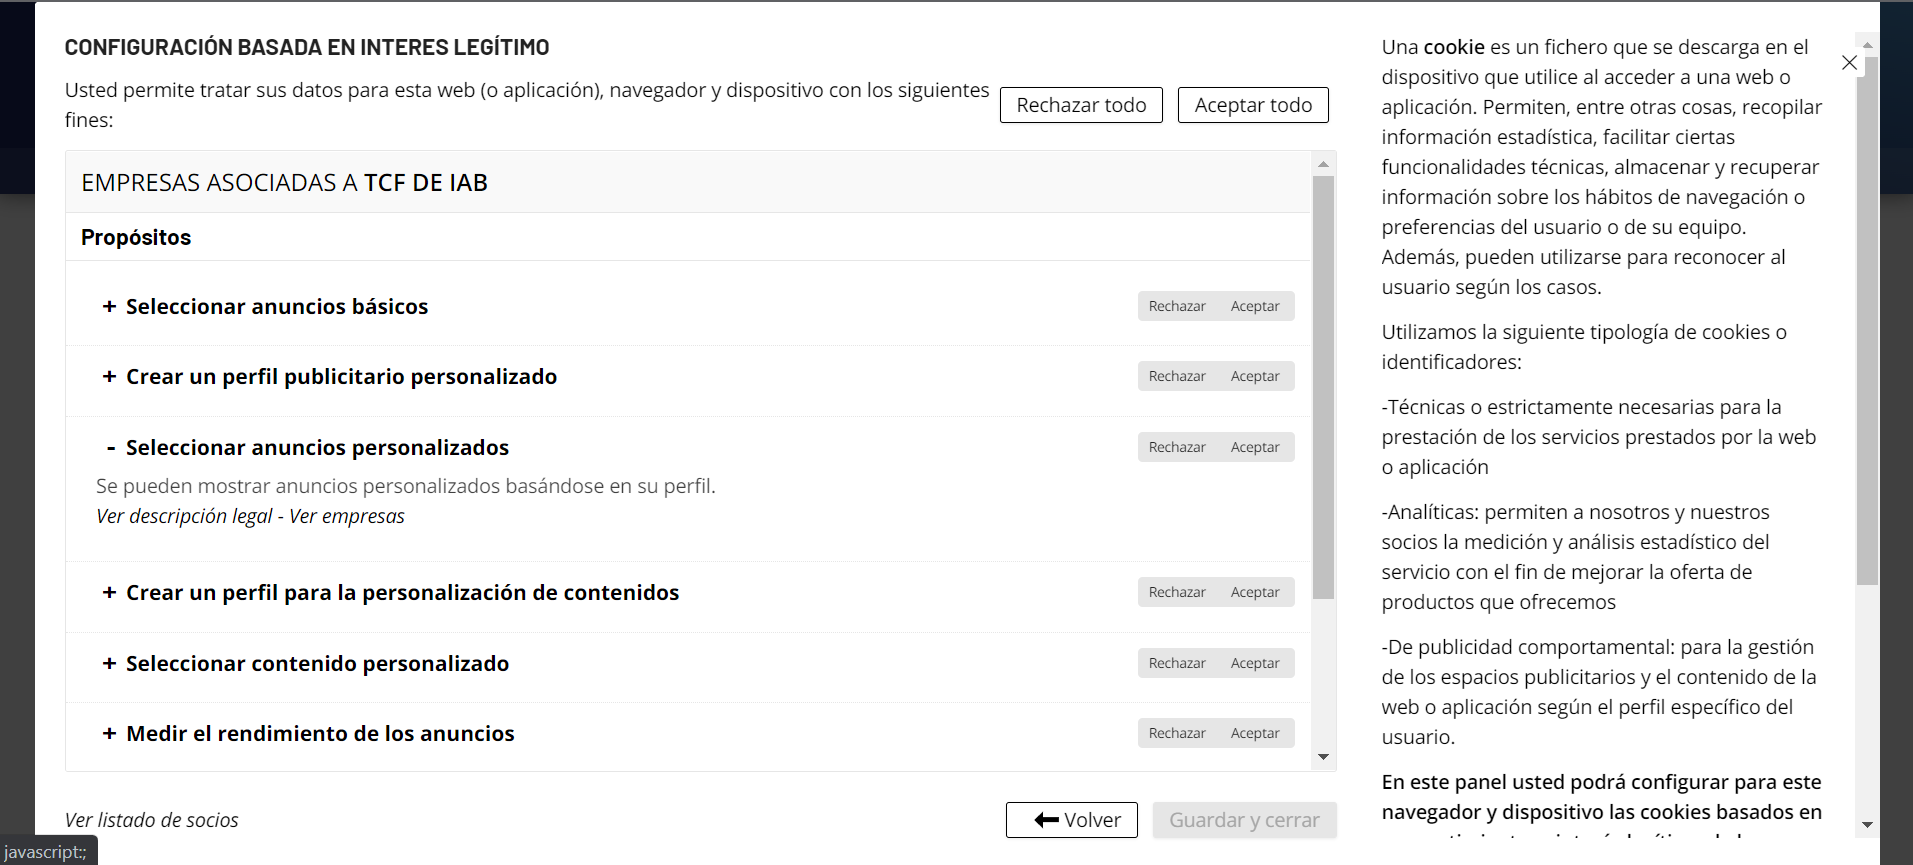 CONFIGURACIÓN BASADA EN INTERES LEGÍTIMO
Usted permite tratar sus datos para esta web (o aplicación), navegador y dispositivo con los siguientes
fines:
Rechazar todo
Aceptar todo
EMPRESAS ASOCIADAS A TCF DE IAB
Propósitos
+ Seleccionar anuncios básicos
Rechazar Aceptar
+ Crear un perfil publicitario personalizado
Rechazar Aceptar
- Seleccionar anuncios personalizados
Rechazar Aceptar
Se pueden mostrar anuncios personalizados basándose en su perfil.
Ver descripción legal - Ver empresas
+ Crear un perfil para la personalización de contenidos
Rechazar Aceptar
+ Seleccionar contenido personalizado
Rechazar Aceptar
+ Medir el rendimiento de los anuncios
Rechazar Aceptar
Ver listado de socios
Volver
Guardar y cerrar
javascript:;
Una cookie es un fichero que se descarga en el
dispositivo que utilice al acceder a una web o
aplicación. Permiten, entre otras cosas, recopilar
información estadística, facilitar ciertas
funcionalidades técnicas, almacenar y recuperar
información sobre los hábitos de navegación o
preferencias del usuario o de su equipo.
Además, pueden utilizarse para reconocer al
usuario según los casos.
Utilizamos la siguiente tipología de cookies o
identificadores:
-Técnicas o estrictamente necesarias para la
prestación de los servicios prestados por la web
o aplicación
-Analíticas: permiten a nosotros y nuestros
socios la medición y análisis estadístico del
servicio con el fin de mejorar la oferta de
productos que ofrecemos
-De publicidad comportamental: para la gestión
de los espacios publicitarios y el contenido de la
web o aplicación según el perfil específico del
usuario.
En este panel usted podrá configurar para este
navegador y dispositivo las cookies basados en